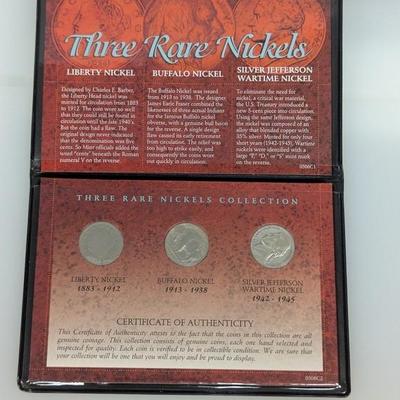 Three Rare Nickels
LIBERTY NICKEL
Designed by Charles E. Barber,
the Liberty Head nickel was
minted for circulation from 1883
to 1912. The coins wore so well
that they could still be found in
circulation until the late 1940's.
But the coin had a flaw. The
original design never indicated
that the denomination was five
cents. So Mint officials added the
word "cents" beneath the Roman
numeral V on the reverse.
BUFFALO NICKEL
The Buffalo Nickel was issued
from 1913 to 1938. The designer
James Earle Fraser combined the
likenesses of three actual Indians
for the famous Buffalo nickel
obverse, with a genuine bull bison
for the reverse. A single design
flaw caused its early retirement
from circulation. The relief was
too high to strike easily, and
consequently the coins wore
out quickly in circulation.
SILVER JEFFERSON
WARTIME NICKEL
To eliminate the need for
nickel, a critical war material,
the U.S. Treasury introduced a
new 5-cent piece into circulation.
Using the same Jefferson design,
the nickel was composed of an
alloy that blended copper with
35% silver. Minted for only four
short years (1942-1945). Wartime
nickels were identified with a
large "P," "D," or "S" mint mark
on the reverse.
0306C1
THREE RARE NICKELS COLLECTION
LIBERTY NICKEL
1883 - 1912
BUFFALO NICKEL
1913 - 1938
SILVER JEFFERSON
WARTIME NICKEL
1942 - 1945
CERTIFICATE OF AUTHENTICITY
This Certificate of Authenticity attests to the fact that the coins in this collection are all
genuine coinage. This collection consists of genuine coins, each one hand selected and
inspected for quality. Each coin is verified to be in collectible condition. We are sure that
your collection will be one that you will enjoy and be proud to display.
0306C2